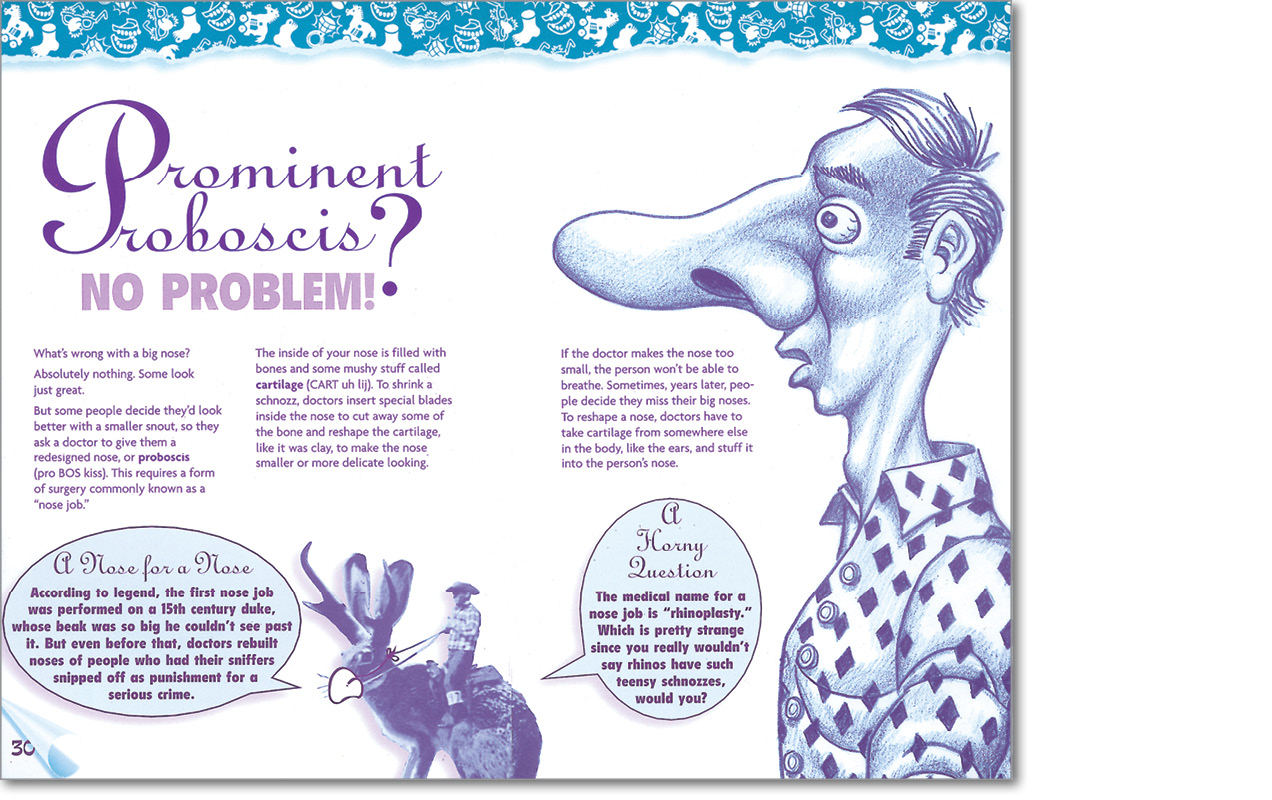 Prominent
Proboscis?
NO PROBLEM!
What's wrong with a big nose?
Absolutely nothing. Some look
just great.
But some people decide they'd look
better with a smaller snout, so they
ask a doctor to give them a
redesigned nose, or proboscis
(pro BOS kiss). This requires a form
of surgery commonly known as a
“nose job.”
The inside of your nose is filled with
bones and some mushy stuff called
cartilage (CART uh lij). To shrink a
schnozz, doctors insert special blades
inside the nose to cut away some of
the bone and reshape the cartilage,
like it was clay, to make the nose
smaller or more delicate looking.
If the doctor makes the nose too
small, the person won't be able to
breathe. Sometimes, years later, peo-
ple decide they miss their big noses.
To reshape a nose, doctors have to
take cartilage from somewhere else
in the body, like the ears, and stuff it
into the person's nose.
A Nose for a Nose
According to legend, the first nose job
was performed on a 15th century duke,
whose beak was so big he couldn't see past
it. But even before that, doctors rebuilt
noses of people who had their sniffers
snipped off as punishment for a
serious crime.
A
Horny
Question
The medical name for a
nose job is “rhinoplasty.”
Which is pretty strange
since you really wouldn't
say rhinos have such
teensy schnozzes,
would you?
30